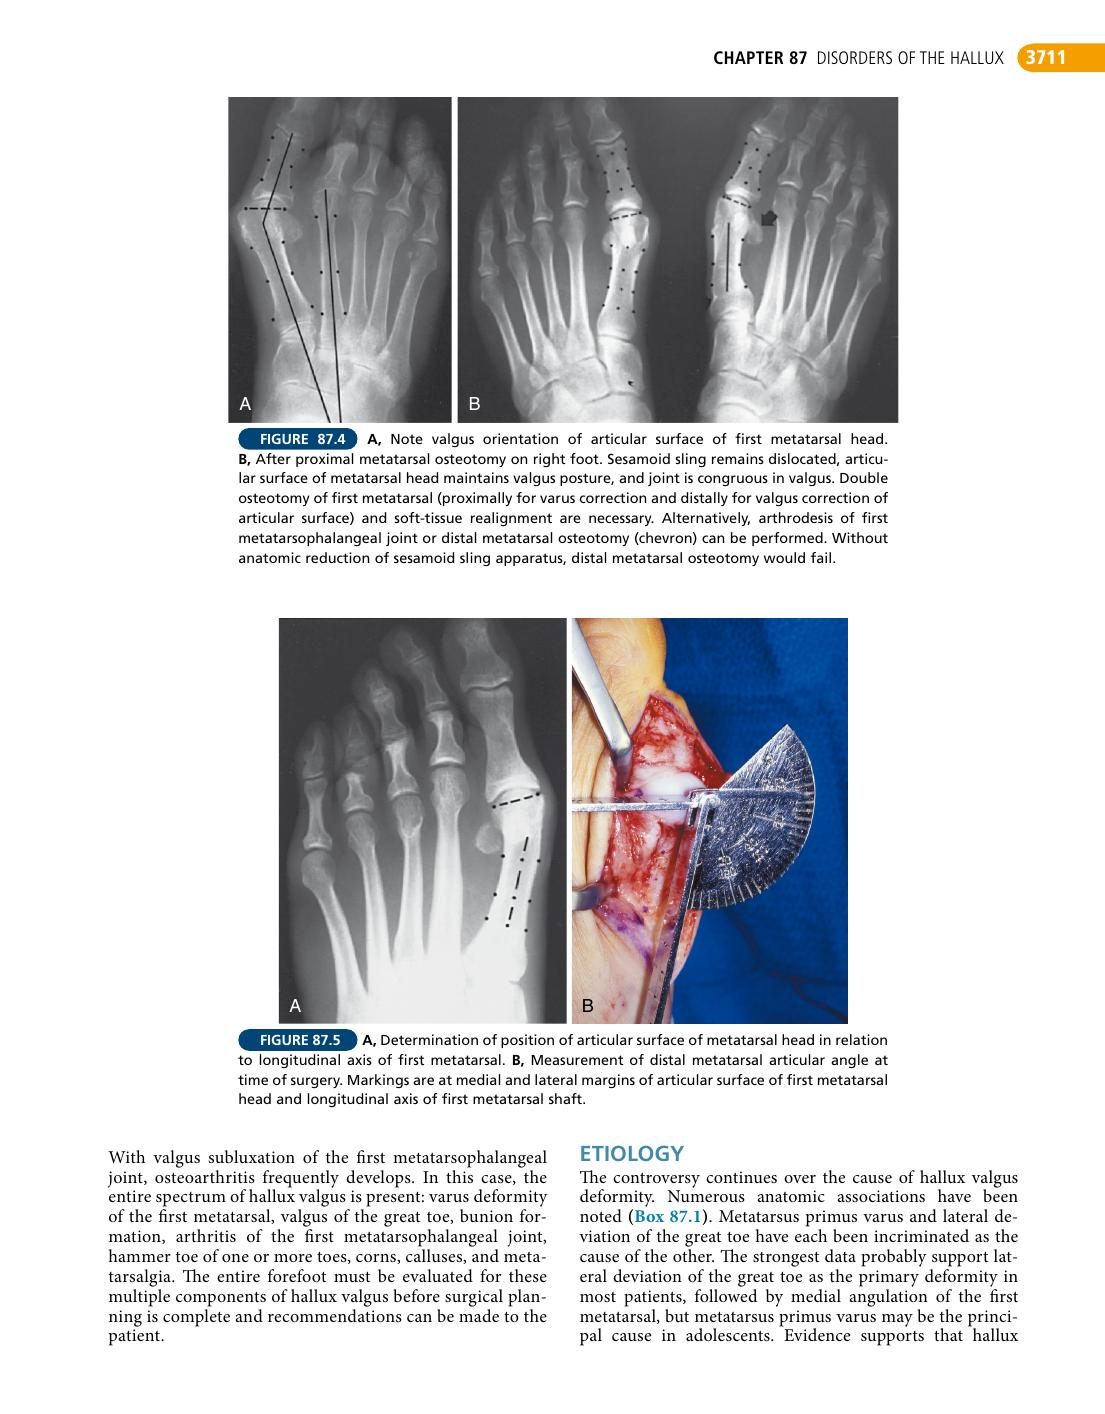 CHAPTER 87 DISORDERS OF THE HALLUX 3711
A
B
FIGURE 87.4 A, Note valgus orientation of articular surface of first metatarsal head.
B, After proximal metatarsal osteotomy on right foot. Sesamoid sling remains dislocated, articu-
lar surface of metatarsal head maintains valgus posture, and joint is congruous in valgus. Double
osteotomy of first metatarsal (proximally for varus correction and distally for valgus correction of
articular surface) and soft-tissue realignment are necessary. Alternatively, arthrodesis of first
metatarsophalangeal joint or distal metatarsal osteotomy (chevron) can be performed. Without
anatomic reduction of sesamoid sling apparatus, distal metatarsal osteotomy would fail.
A
B
FIGURE 87.5 A, Determination of position of articular surface of metatarsal head in relation
to longitudinal axis of first metatarsal. B, Measurement of distal metatarsal articular angle at
time of surgery. Markings are at medial and lateral margins of articular surface of first metatarsal
head and longitudinal axis of first metatarsal shaft.
With valgus subluxation of the first metatarsophalangeal
joint, osteoarthritis frequently develops. In this case, the
entire spectrum of hallux valgus is present: varus deformity
of the first metatarsal, valgus of the great toe, bunion for-
mation, arthritis of the first metatarsophalangeal joint,
hammer toe of one or more toes, corns, calluses, and meta-
tarsalgia. The entire forefoot must be evaluated for these
multiple components of hallux valgus before surgical plan-
ning is complete and recommendations can be made to the
patient.
ETIOLOGY
The controversy continues over the cause of hallux valgus
deformity. Numerous anatomic associations have been
noted (Box 87.1). Metatarsus primus varus and lateral de-
viation of the great toe have each been incriminated as the
cause of the other. The strongest data probably support lat-
eral deviation of the great toe as the primary deformity in
most patients, followed by medial angulation of the first
metatarsal, but metatarsus primus varus may be the princi-
pal cause in adolescents. Evidence supports that hallux